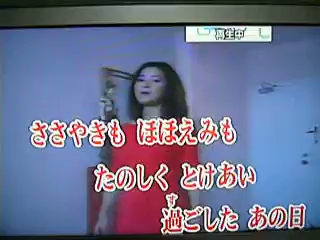 再生中
ささやきも ほほえみも
たのしく とけあい
す
過ごした あの日